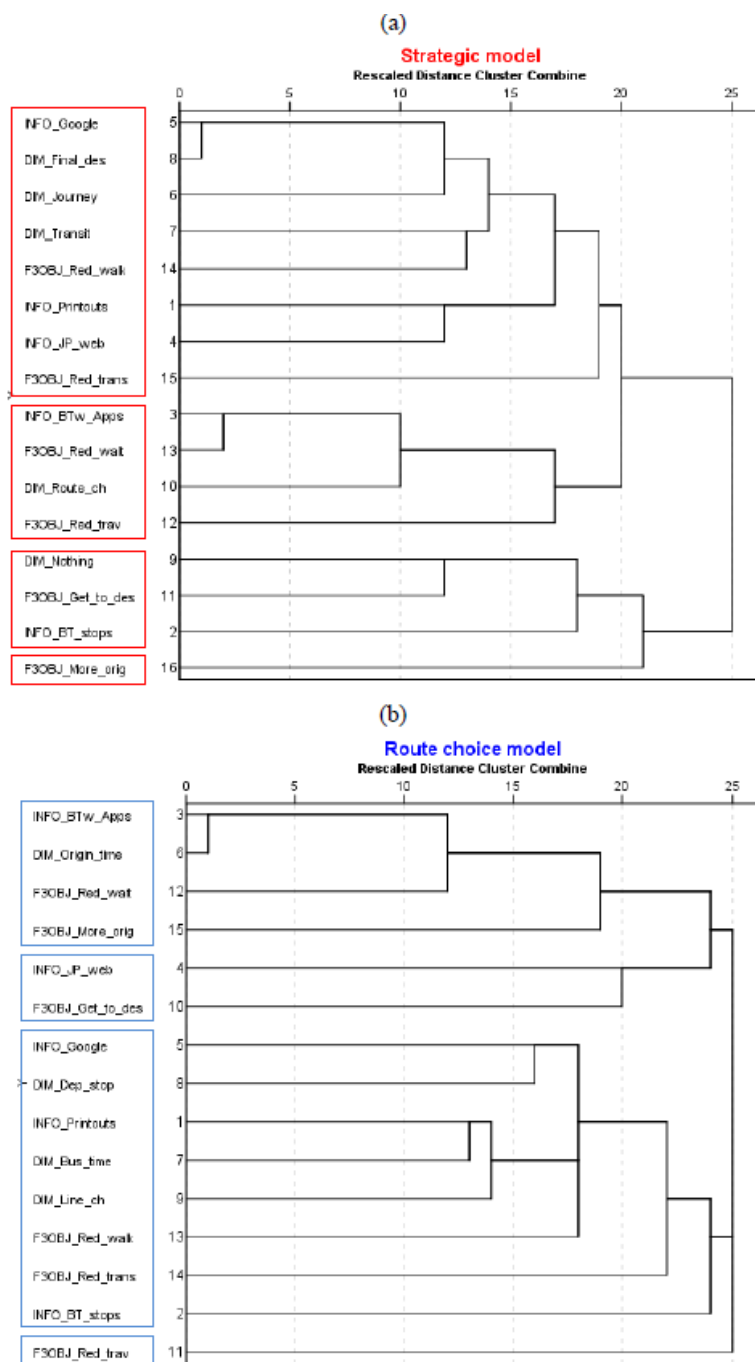 (a)
Strategic model
Rescaled Distance Cluster Combine
0 5 10 15 20 25
INFO_Google 5
DIM_Final_des 8
DIM_Journey 6
DIM_Transit 7
F3OBJ_Red_walk 14
INFO_Printouts 1
INFO_JP_web 4
F3OBJ_Red_trans 15
INFO_BTw_Apps 3
F3OBJ_Red_wait 13
DIM_Route_ch 10
F3OBJ_Red_trav 12
DIM_Nothing 9
F3OBJ_Get_to_des 11
INFO_BT_stops 2
F3OBJ_More_orig 16
(b)
Route choice model
Rescaled Distance Cluster Combine
0 5 10 15 20 25
INFO_BTw_Apps 3
DIM_Origin_time 6
F3OBJ_Red_wait 12
F3OBJ_More_orig 15
INFO_JP_web 4
F3OBJ_Get_to_des 10
INFO_Google 5
DIM_Dep_stop 8
INFO_Printouts 1
DIM_Bus_time 7
DIM_Line_ch 9
F3OBJ_Red_walk 13
F3OBJ_Red_trans 14
INFO_BT_stops 2
F3OBJ_Red_trav 11